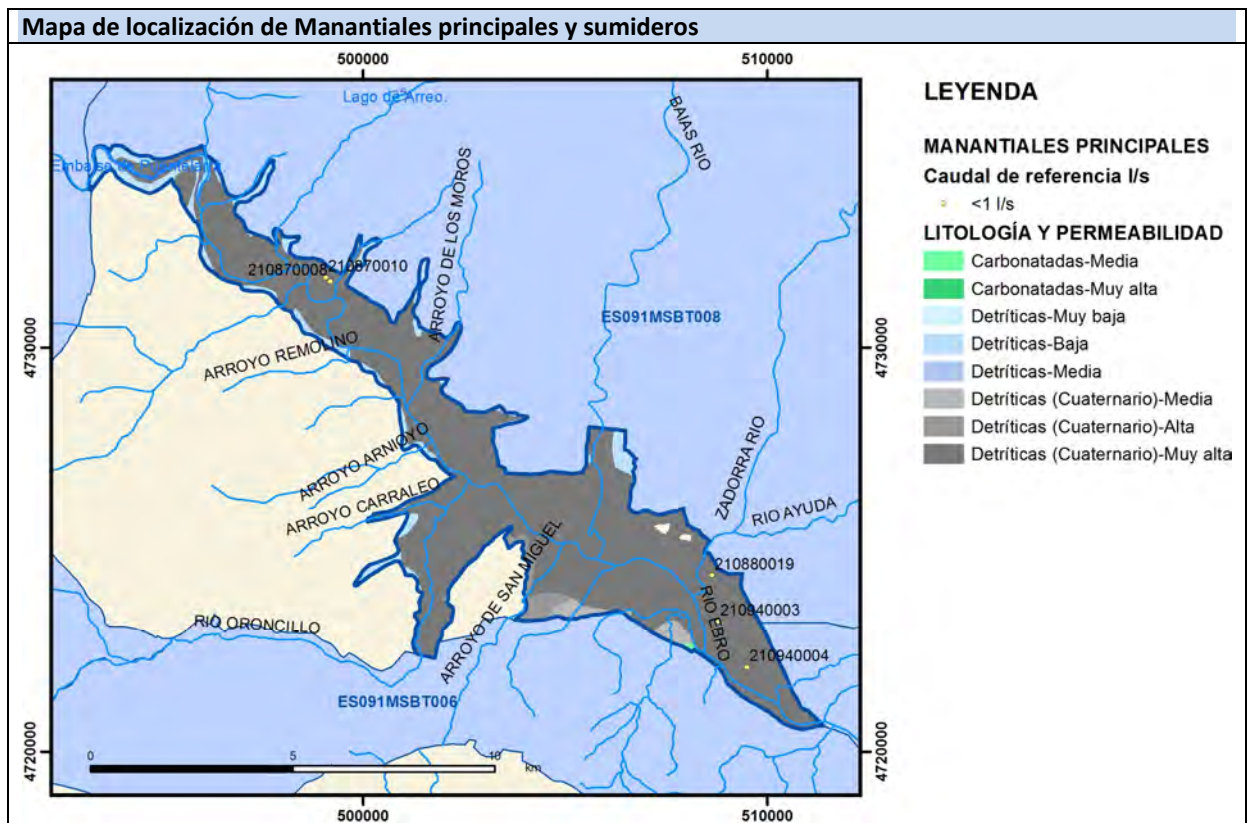 Mapa de localización de Manantiales principales y sumideros
500000
510000
Lago de Arreo.
BAIAS RIO
ARROYO DE LOS MOROS
210870008
210870010
ES091MSBT008
4730000
4730000
ARROYO REMOLINO
ARROYO ARNIOYO
ZADORRA RIO
ARROYO CARRALEO
RIO AYUDA
ARROYO DE SAN MIGUEL
210880019
RIO EBRO
210940003
RIO ORONCILLO
210940004
ES091MSBT006
4720000
4720000
0
5
10
km
500000
510000
LEYENDA
MANANTIALES PRINCIPALES
Caudal de referencia l/s
<1 l/s
LITOLOGÍA Y PERMEABILIDAD
Carbonatadas-Media
Carbonatadas-Muy alta
Detríticas-Muy baja
Detríticas-Baja
Detríticas-Media
Detríticas (Cuaternario)-Media
Detríticas (Cuaternario)-Alta
Detríticas (Cuaternario)-Muy alta